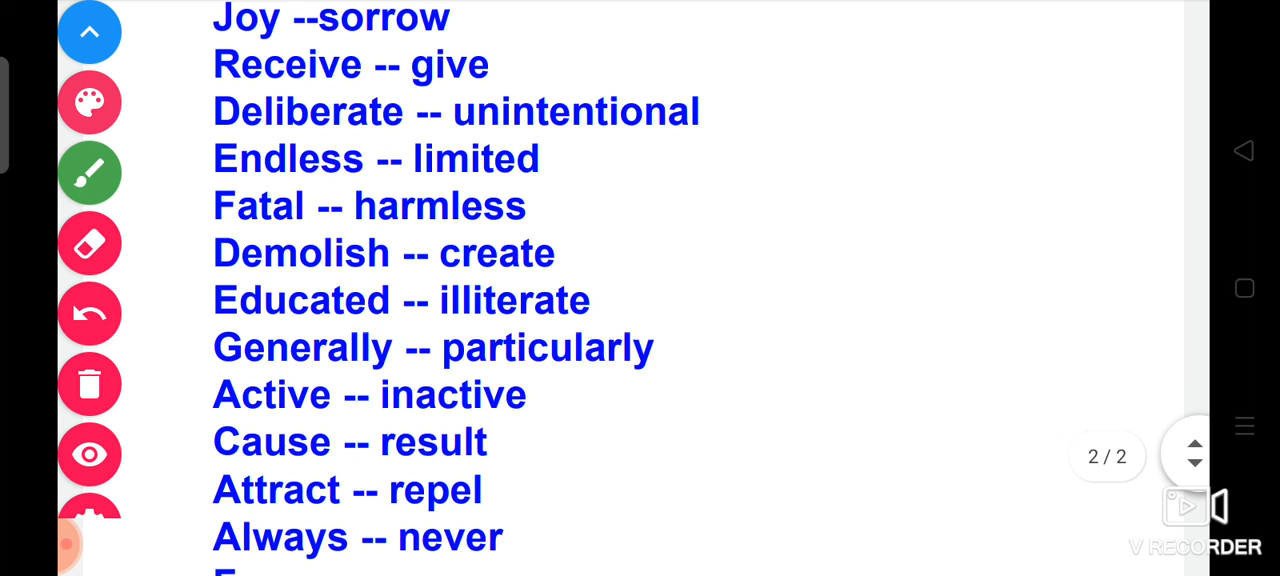 Joy --sorrow
Receive -- give
Deliberate -- unintentional
Endless -- limited
Fatal -- harmless
Demolish -- create
Educated -- illiterate
Generally -- particularly
Active -- inactive
Cause -- result
Attract -- repel
Always -- never
2 / 2
V RECORDER